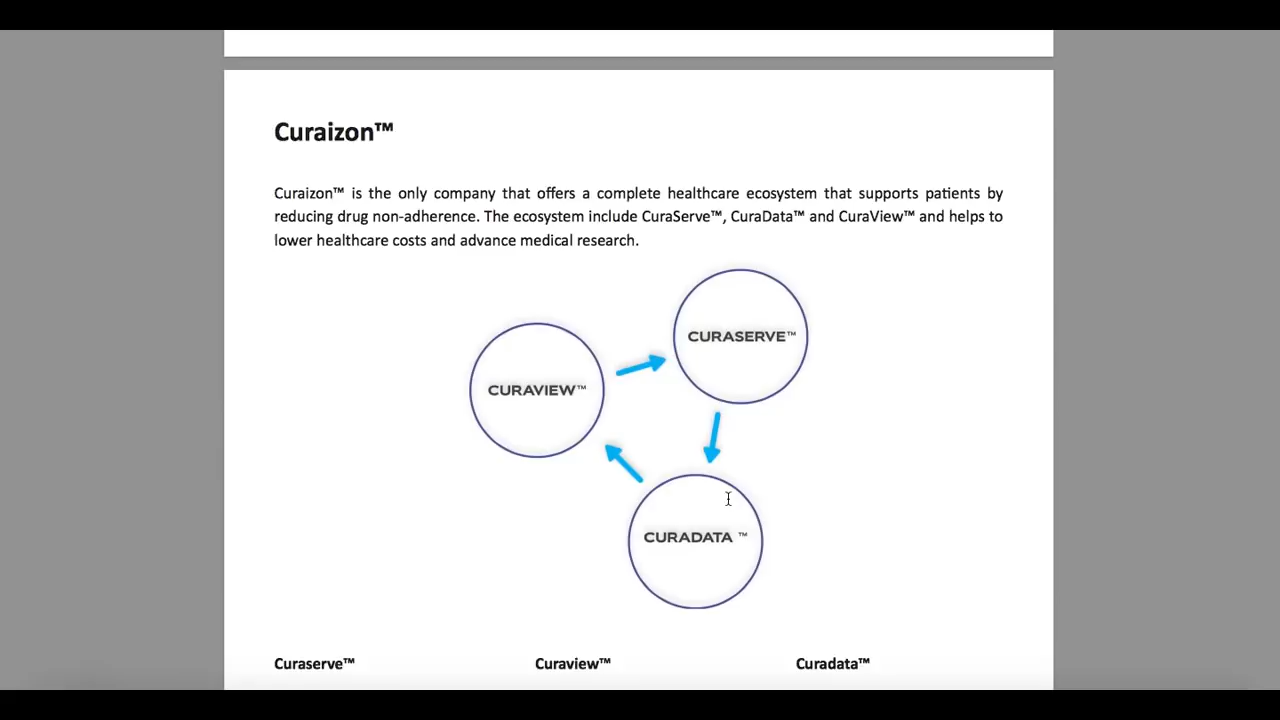 Curaizon™
Curaizon™ is the only company that offers a complete healthcare ecosystem that supports patients by
reducing drug non-adherence. The ecosystem include CuraServe™, CuraData™ and CuraView™ and helps to
lower healthcare costs and advance medical research.
CURASERVE™
CURAVIEW™
CURADATA ™
Curaserve™ Curaview™ Curadata™